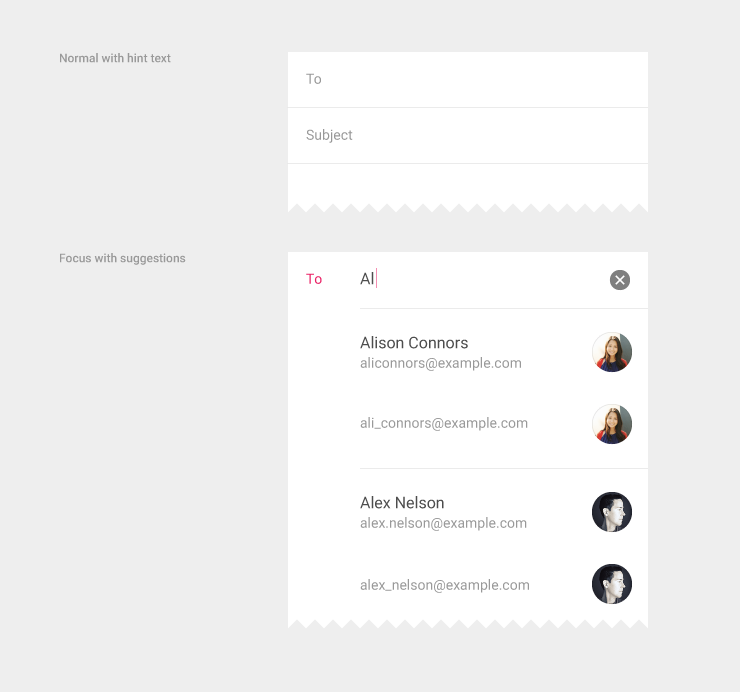 Normal with hint text
To
Subject
Focus with suggestions
To Al
Alison Connors
aliconnors@example.com
ali_connors@example.com
Alex Nelson
alex.nelson@example.com
alex_nelson@example.com